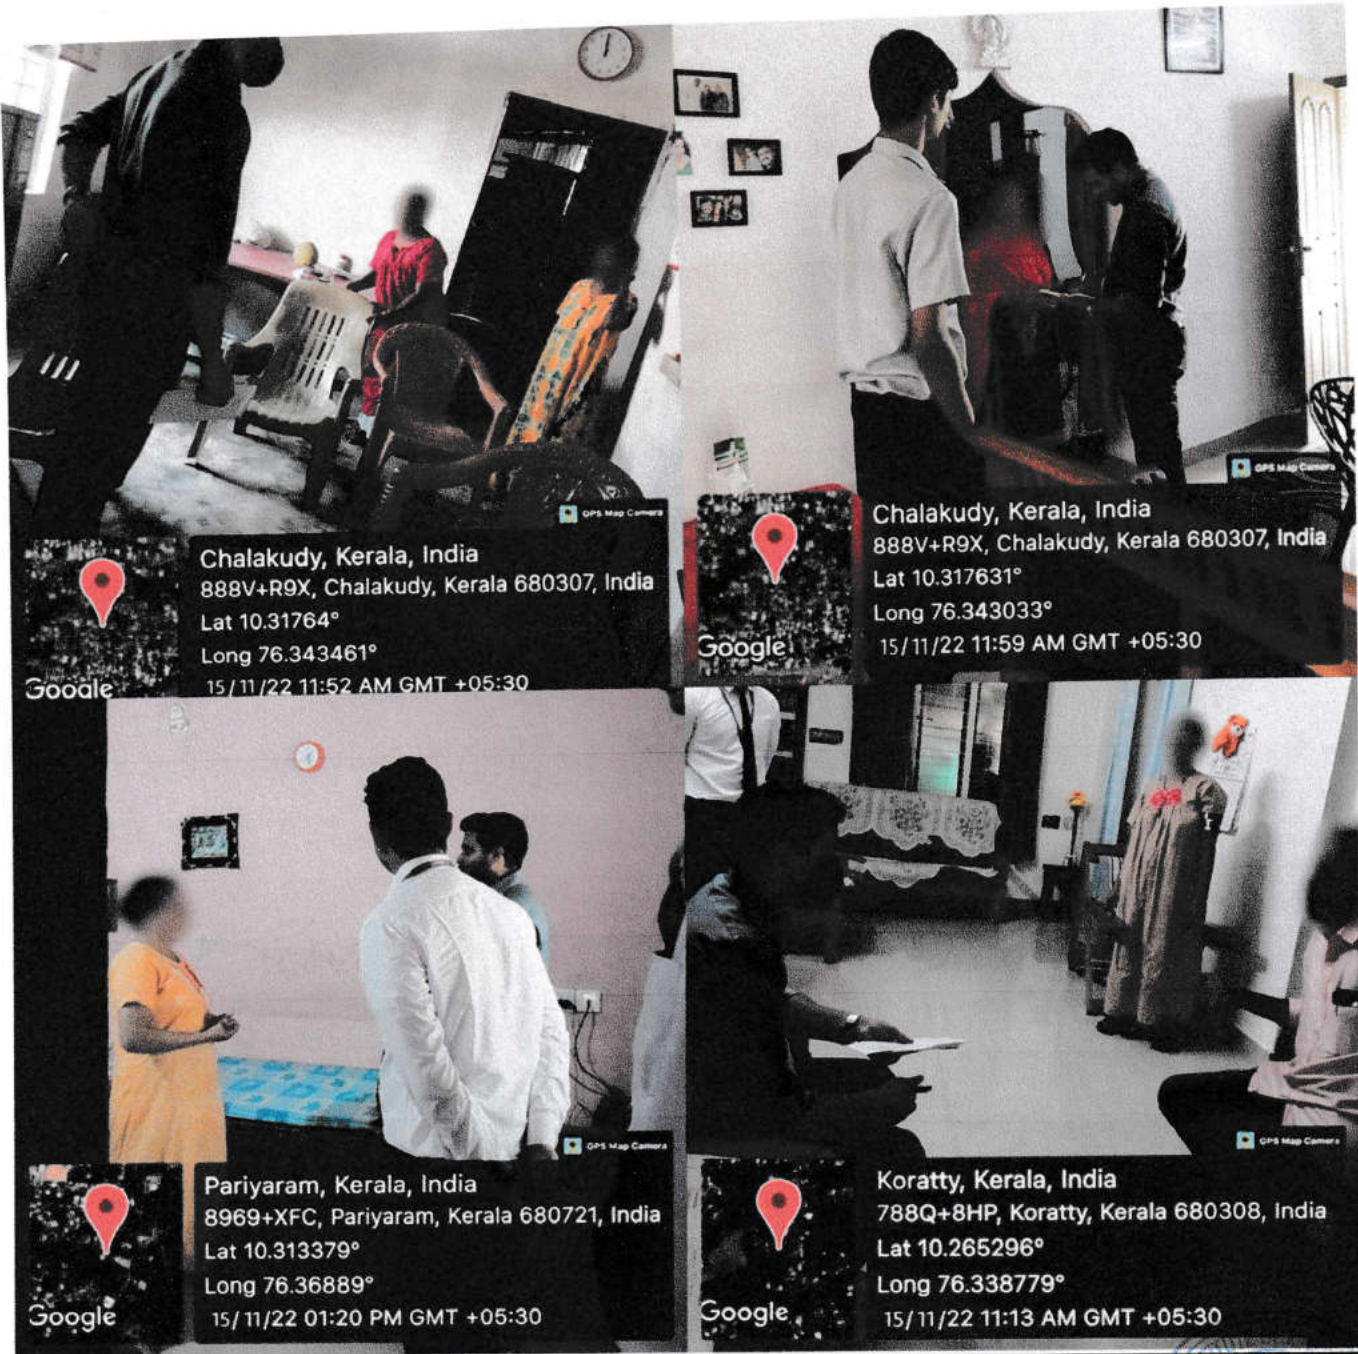 GPS Map Camera
Chalakudy, Kerala, India
888V+R9X, Chalakudy, Kerala 680307, India
Lat 10.31764°
Long 76.343461°
15/11/22 11:52 AM GMT +05:30
Google
GPS Map Camera
Chalakudy, Kerala, India
888V+R9X, Chalakudy, Kerala 680307, India
Lat 10.317631°
Long 76.343033°
15/11/22 11:59 AM GMT +05:30
Google
GPS Map Camera
Pariyaram, Kerala, India
8969+XFC, Pariyaram, Kerala 680721, India
Lat 10.313379°
Long 76.36889°
15/11/22 01:20 PM GMT +05:30
Google
GPS Map Camera
Koratty, Kerala, India
788Q+8HP, Koratty, Kerala 680308, India
Lat 10.265296°
Long 76.338779°
15/11/22 11:13 AM GMT +05:30
Google